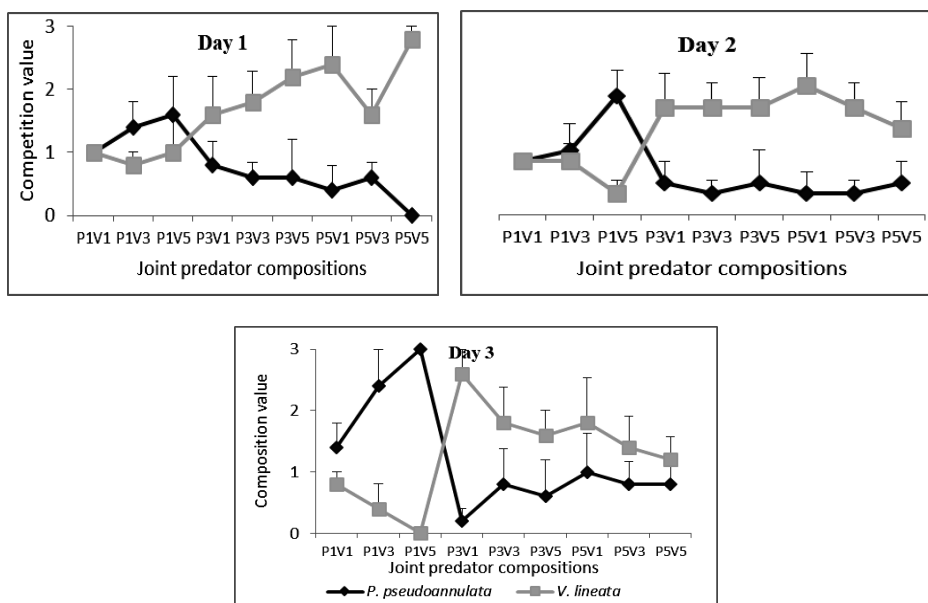 Day 1
Competition value
3
2
1
0
P1V1 P1V3 P1V5 P3V1 P3V3 P3V5 P5V1 P5V3 P5V5
Joint predator compositions
Day 2
P1V1 P1V3 P1V5 P3V1 P3V3 P3V5 P5V1 P5V3 P5V5
Joint predator compositions
Day 3
Composition value
3
2
1
0
P1V1 P1V3 P1V5 P3V1 P3V3 P3V5 P5V1 P5V3 P5V5
Joint predator compositions
P. pseudoannulata V. lineata